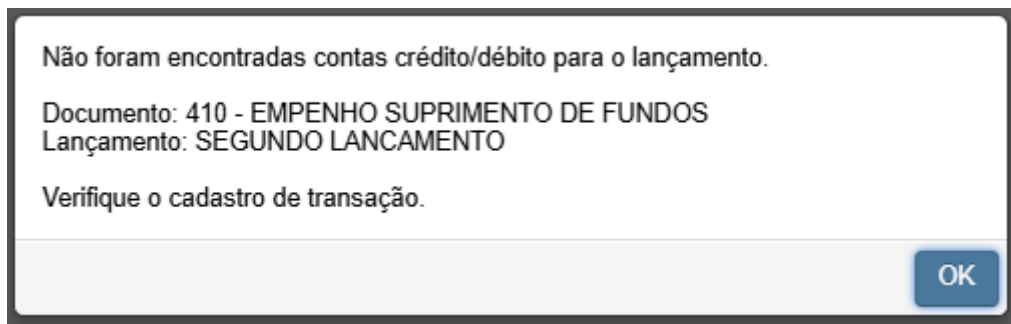 Não foram encontradas contas crédito/débito para o lançamento.
Documento: 410 - EMPENHO SUPRIMENTO DE FUNDOS
Lançamento: SEGUNDO LANCAMENTO
Verifique o cadastro de transação.
OK